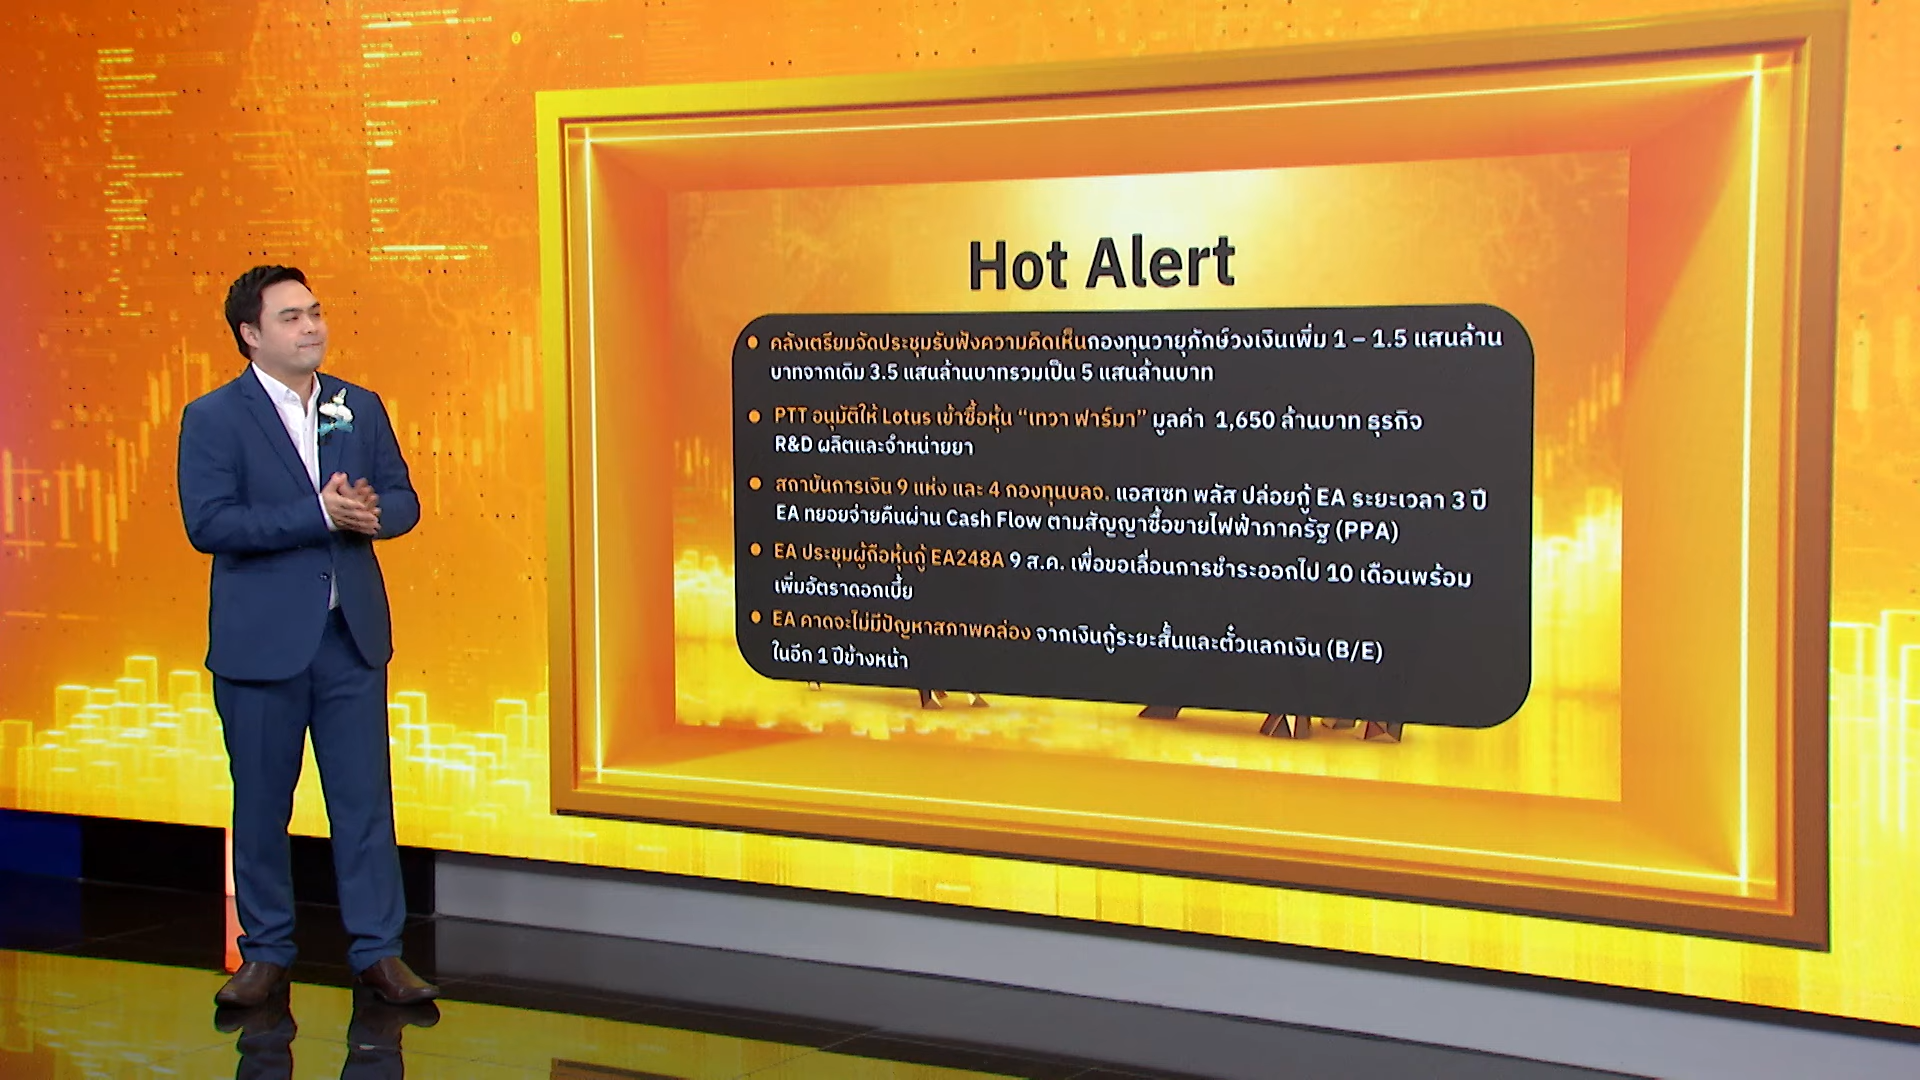 Hot Alert
คลังเตรียมจัดประชุมรับฟังความคิดเห็นกองทุนวายุภักษ์วงเงินเพิ่ม 1 – 1.5 แสนล้าน
บาทจากเดิม 3.5 แสนล้านบาทรวมเป็น 5 แสนล้านบาท
PTT อนุมัติให้ Lotus เข้าซื้อหุ้น “เทวา ฟาร์มา” มูลค่า 1,650 ล้านบาท ธุรกิจ
R&D ผลิตและจำหน่ายยา
สถาบันการเงิน 9 แห่ง และ 4 กองทุนบลจ. แอสเซท พลัส ปล่อยกู้ EA ระยะเวลา 3 ปี
EA ทยอยจ่ายคืนผ่าน Cash Flow ตามสัญญาซื้อขายไฟฟ้าภาครัฐ (PPA)
EA ประชุมผู้ถือหุ้นกู้ EA248A 9 ส.ค. เพื่อขอเลื่อนการชำระออกไป 10 เดือนพร้อม
เพิ่มอัตราดอกเบี้ย
EA คาดจะไม่มีปัญหาสภาพคล่อง จากเงินกู้ระยะสั้นและตั๋วแลกเงิน (B/E)
ในอีก 1 ปีข้างหน้า